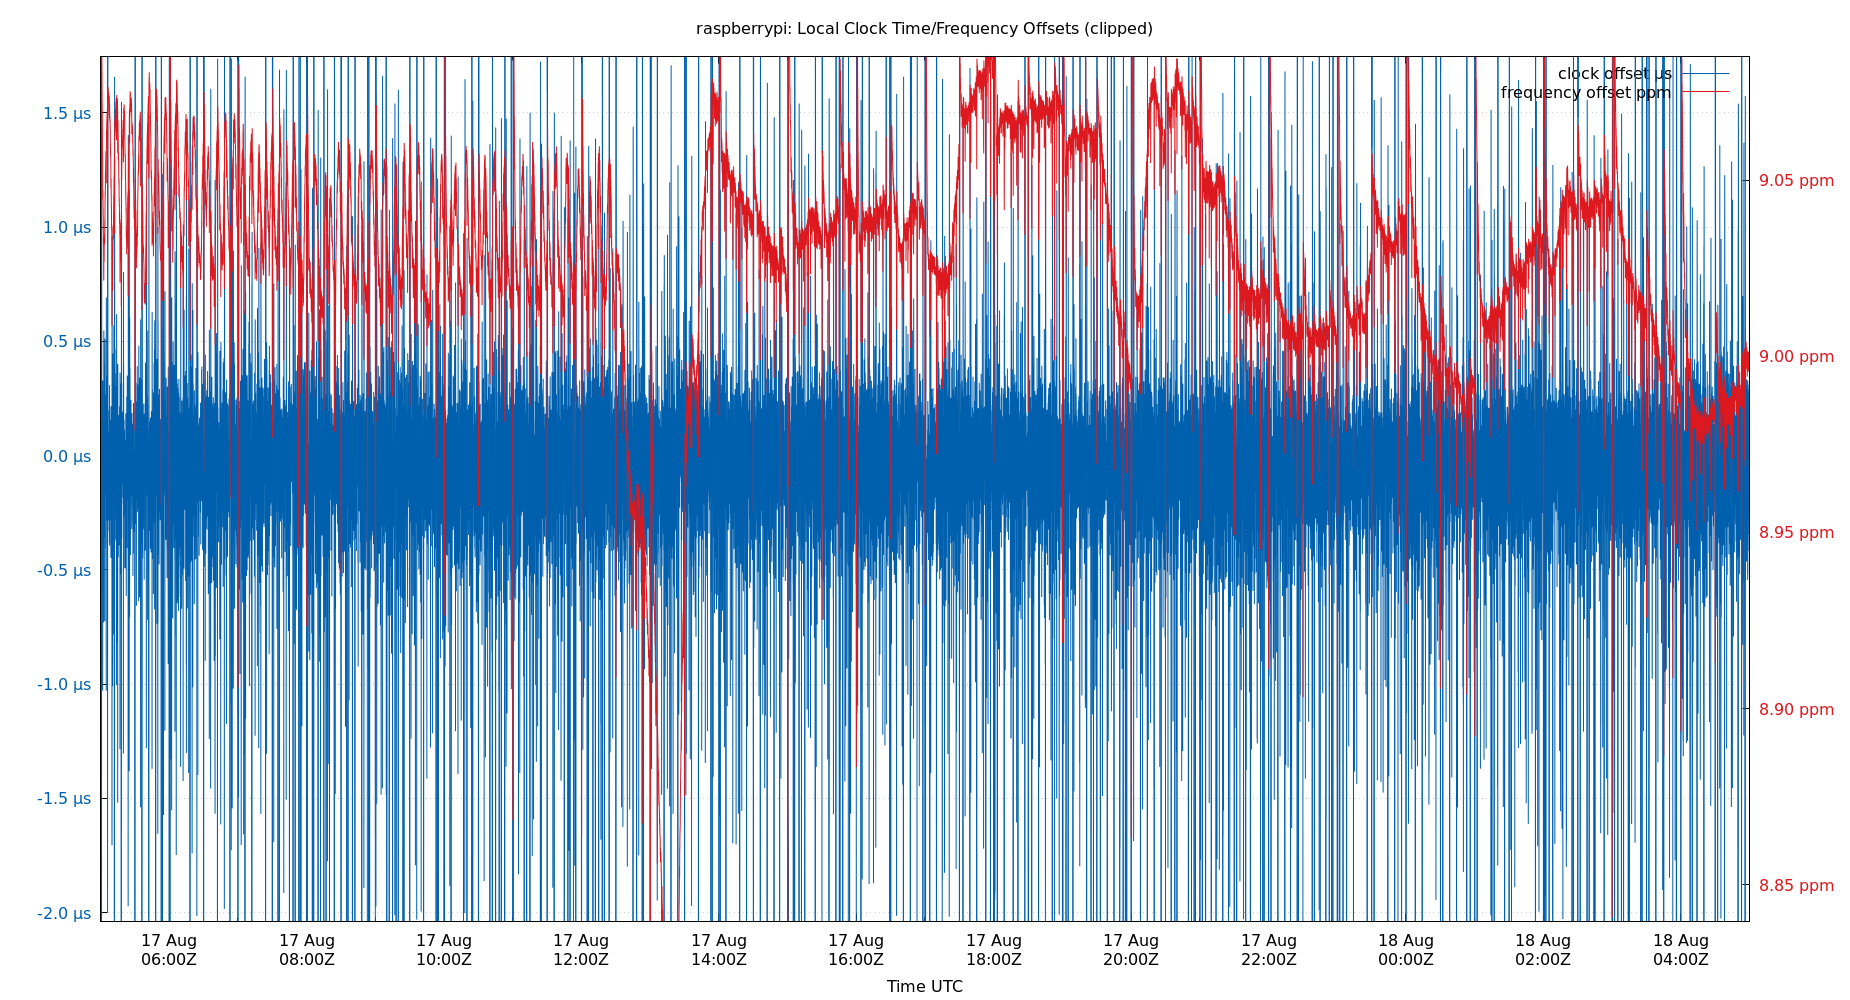 raspberrypi: Local Clock Time/Frequency Offsets (clipped)
clock offset µs
frequency offset ppm
1.5 µs
1.0 µs
0.5 µs
0.0 µs
-0.5 µs
-1.0 µs
-1.5 µs
-2.0 µs
9.05 ppm
9.00 ppm
8.95 ppm
8.90 ppm
8.85 ppm
17 Aug 17 Aug 17 Aug 17 Aug 17 Aug 17 Aug 17 Aug 17 Aug 17 Aug 18 Aug 18 Aug 18 Aug
06:00Z 08:00Z 10:00Z 12:00Z 14:00Z 16:00Z 18:00Z 20:00Z 22:00Z 00:00Z 02:00Z 04:00Z
Time UTC